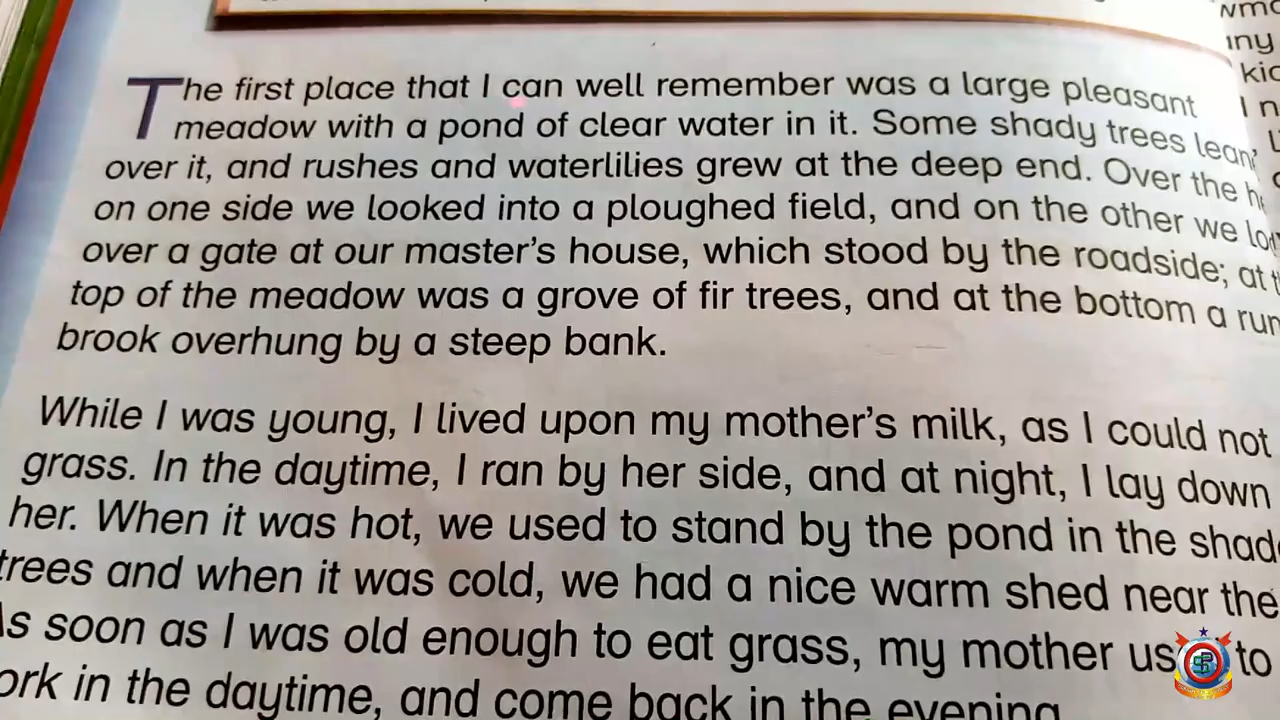 The first place that I can well remember was a large pleasant
meadow with a pond of clear water in it. Some shady trees
over it, and rushes and waterlilies grew at the deep end. Over the
on one side we looked into a ploughed field, and on the other we
over a gate at our master's house, which stood by the roadside; at
top of the meadow was a grove of fir trees, and at the bottom a
brook overhung by a steep bank.
While I was young, I lived upon my mother's milk, as I could not
grass. In the daytime, I ran by her side, and at night, I lay down
her. When it was hot, we used to stand by the pond in the
trees and when it was cold, we had a nice warm shed near the
As soon as I was old enough to eat grass, my mother to
in the daytime, and come back in the evening